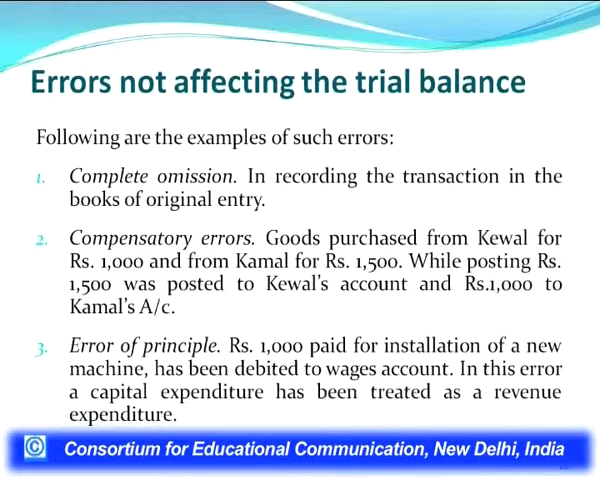 Errors not affecting the trial balance
Following are the examples of such errors:
1. Complete omission. In recording the transaction in the
books of original entry.
2. Compensatory errors. Goods purchased from Kewal for
Rs. 1,000 and from Kamal for Rs. 1,500. While posting Rs.
1,500 was posted to Kewal's account and Rs.1,000 to
Kamal's A/c.
3. Error of principle. Rs. 1,000 paid for installation of a new
machine, has been debited to wages account. In this error
a capital expenditure has been treated as a revenue
expenditure.
© Consortium for Educational Communication, New Delhi, India